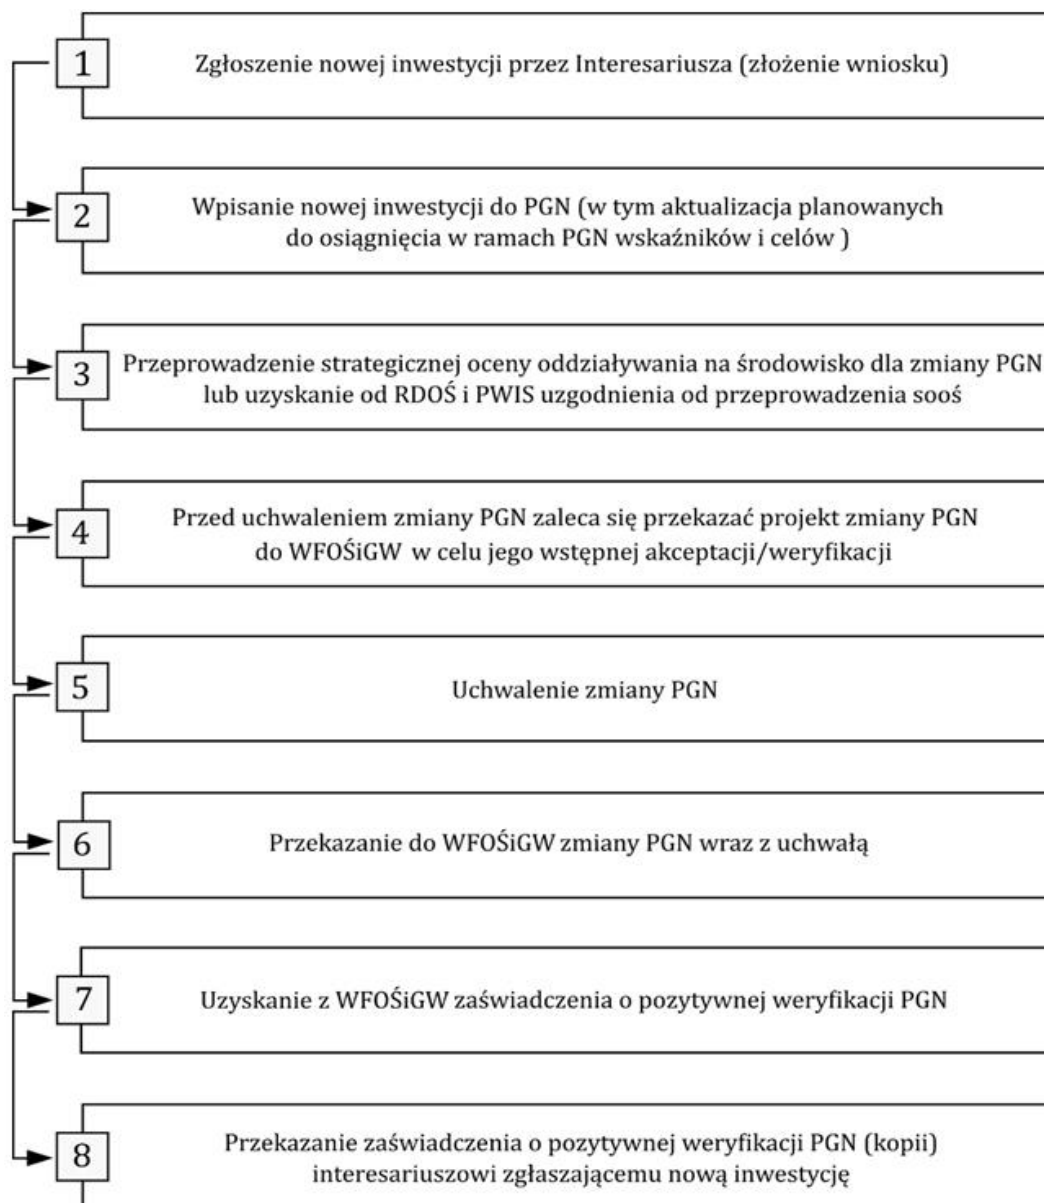 1
Zgłoszenie nowej inwestycji przez Interesariusza (złożenie wniosku)
2
Wpisanie nowej inwestycji do PGN (w tym aktualizacja planowanych
do osiągnięcia w ramach PGN wskaźników i celów )
3
Przeprowadzenie strategicznej oceny oddziaływania na środowisko dla zmiany PGN
lub uzyskanie od RDOŚ i PWIS uzgodnienia od przeprowadzenia sooś
4
Przed uchwaleniem zmiany PGN zaleca się przekazać projekt zmiany PGN
do WFOŚiGW w celu jego wstępnej akceptacji/weryfikacji
5
Uchwalenie zmiany PGN
6
Przekazanie do WFOŚiGW zmiany PGN wraz z uchwałą
7
Uzyskanie z WFOŚiGW zaświadczenia o pozytywnej weryfikacji PGN
8
Przekazanie zaświadczenia o pozytywnej weryfikacji PGN (kopii)
interesariuszowi zgłaszającemu nową inwestycję